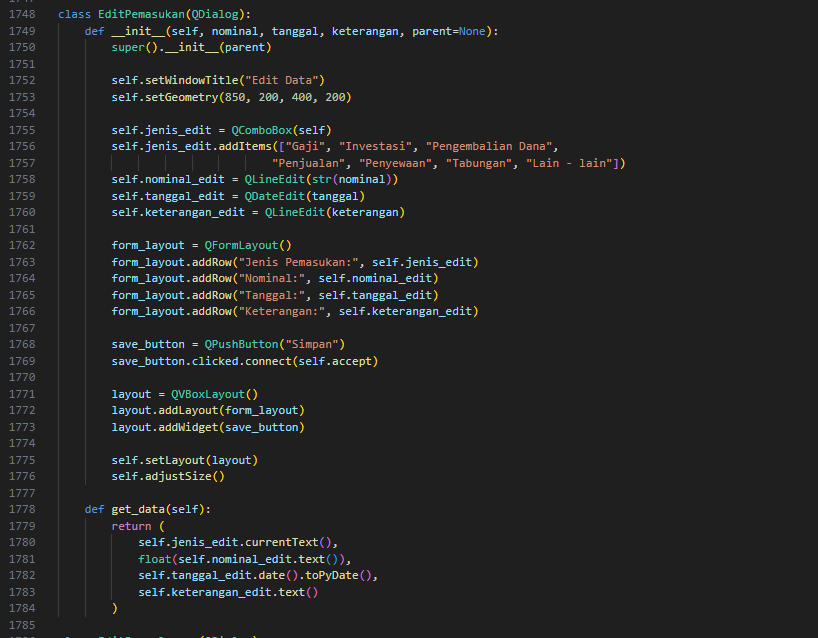 1748 class EditPemasukan(QDialog):
1749     def __init__(self, nominal, tanggal, keterangan, parent=None):
1750         super().__init__(parent)
1751
1752         self.setWindowTitle("Edit Data")
1753         self.setGeometry(850, 200, 400, 200)
1754
1755         self.jenis_edit = QComboBox(self)
1756         self.jenis_edit.addItems(["Gaji", "Investasi", "Pengembalian Dana",
1757                                 "Penjualan", "Penyewaan", "Tabungan", "Lain - lain"])
1758         self.nominal_edit = QLineEdit(str(nominal))
1759         self.tanggal_edit = QDateEdit(tanggal)
1760         self.keterangan_edit = QLineEdit(keterangan)
1761
1762         form_layout = QFormLayout()
1763         form_layout.addRow("Jenis Pemasukan:", self.jenis_edit)
1764         form_layout.addRow("Nominal:", self.nominal_edit)
1765         form_layout.addRow("Tanggal:", self.tanggal_edit)
1766         form_layout.addRow("Keterangan:", self.keterangan_edit)
1767
1768         save_button = QPushButton("Simpan")
1769         save_button.clicked.connect(self.accept)
1770
1771         layout = QVBoxLayout()
1772         layout.addLayout(form_layout)
1773         layout.addWidget(save_button)
1774
1775         self.setLayout(layout)
1776         self.adjustSize()
1777
1778     def get_data(self):
1779         return (
1780             self.jenis_edit.currentText(),
1781             float(self.nominal_edit.text()),
1782             self.tanggal_edit.date().toPyDate(),
1783             self.keterangan_edit.text()
1784         )
1785